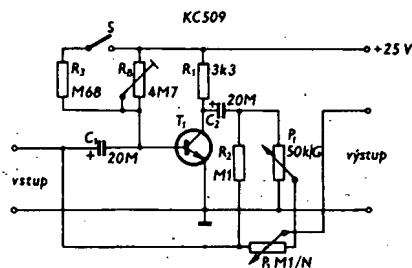 KC509
S
+25 V
R₃
M68
R_B
4M7
R₁
3k3
C₂
20M
T₁
C₁
20M
R₂
M1
P₁
50k/G
vstup
výstup
P, M1/N